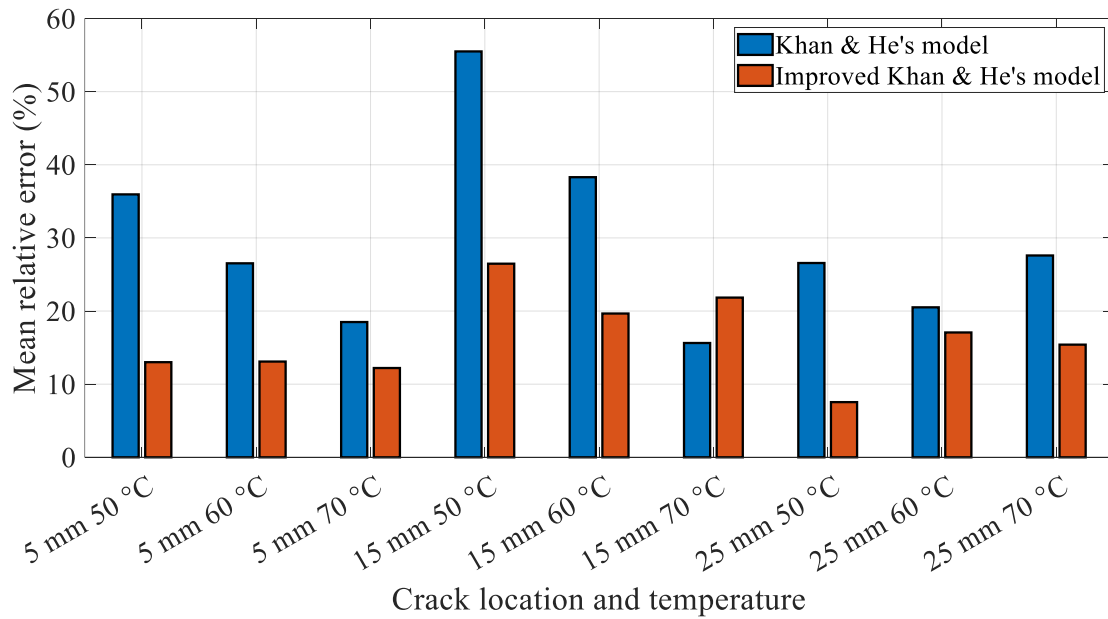 60
50
40
30
20
10
0
Mean relative error (%)
Khan & He's model
Improved Khan & He's model
5 mm 50 °C
5 mm 60 °C
5 mm 70 °C
15 mm 50 °C
15 mm 60 °C
15 mm 70 °C
25 mm 50 °C
25 mm 60 °C
25 mm 70 °C
Crack location and temperature